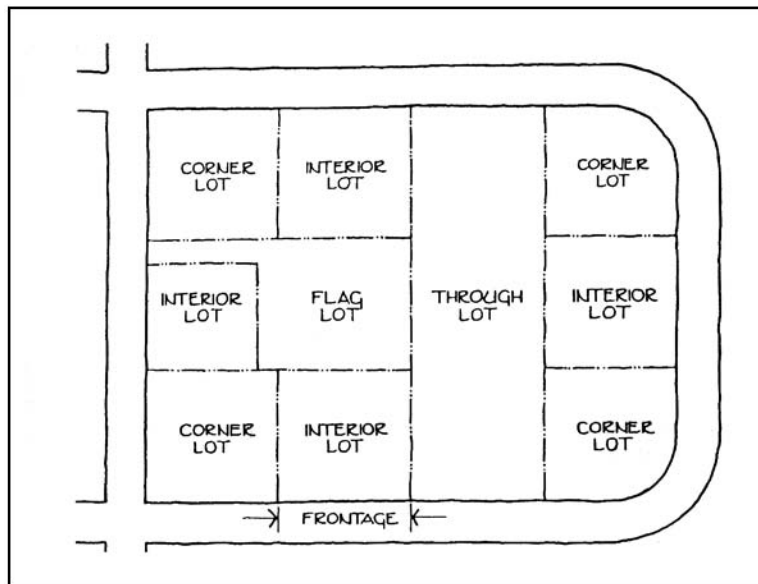 CORNER
LOT
INTERIOR
LOT
CORNER
LOT
INTERIOR
LOT
FLAG
LOT
THROUGH
LOT
INTERIOR
LOT
CORNER
LOT
INTERIOR
LOT
CORNER
LOT
FRONTAGE